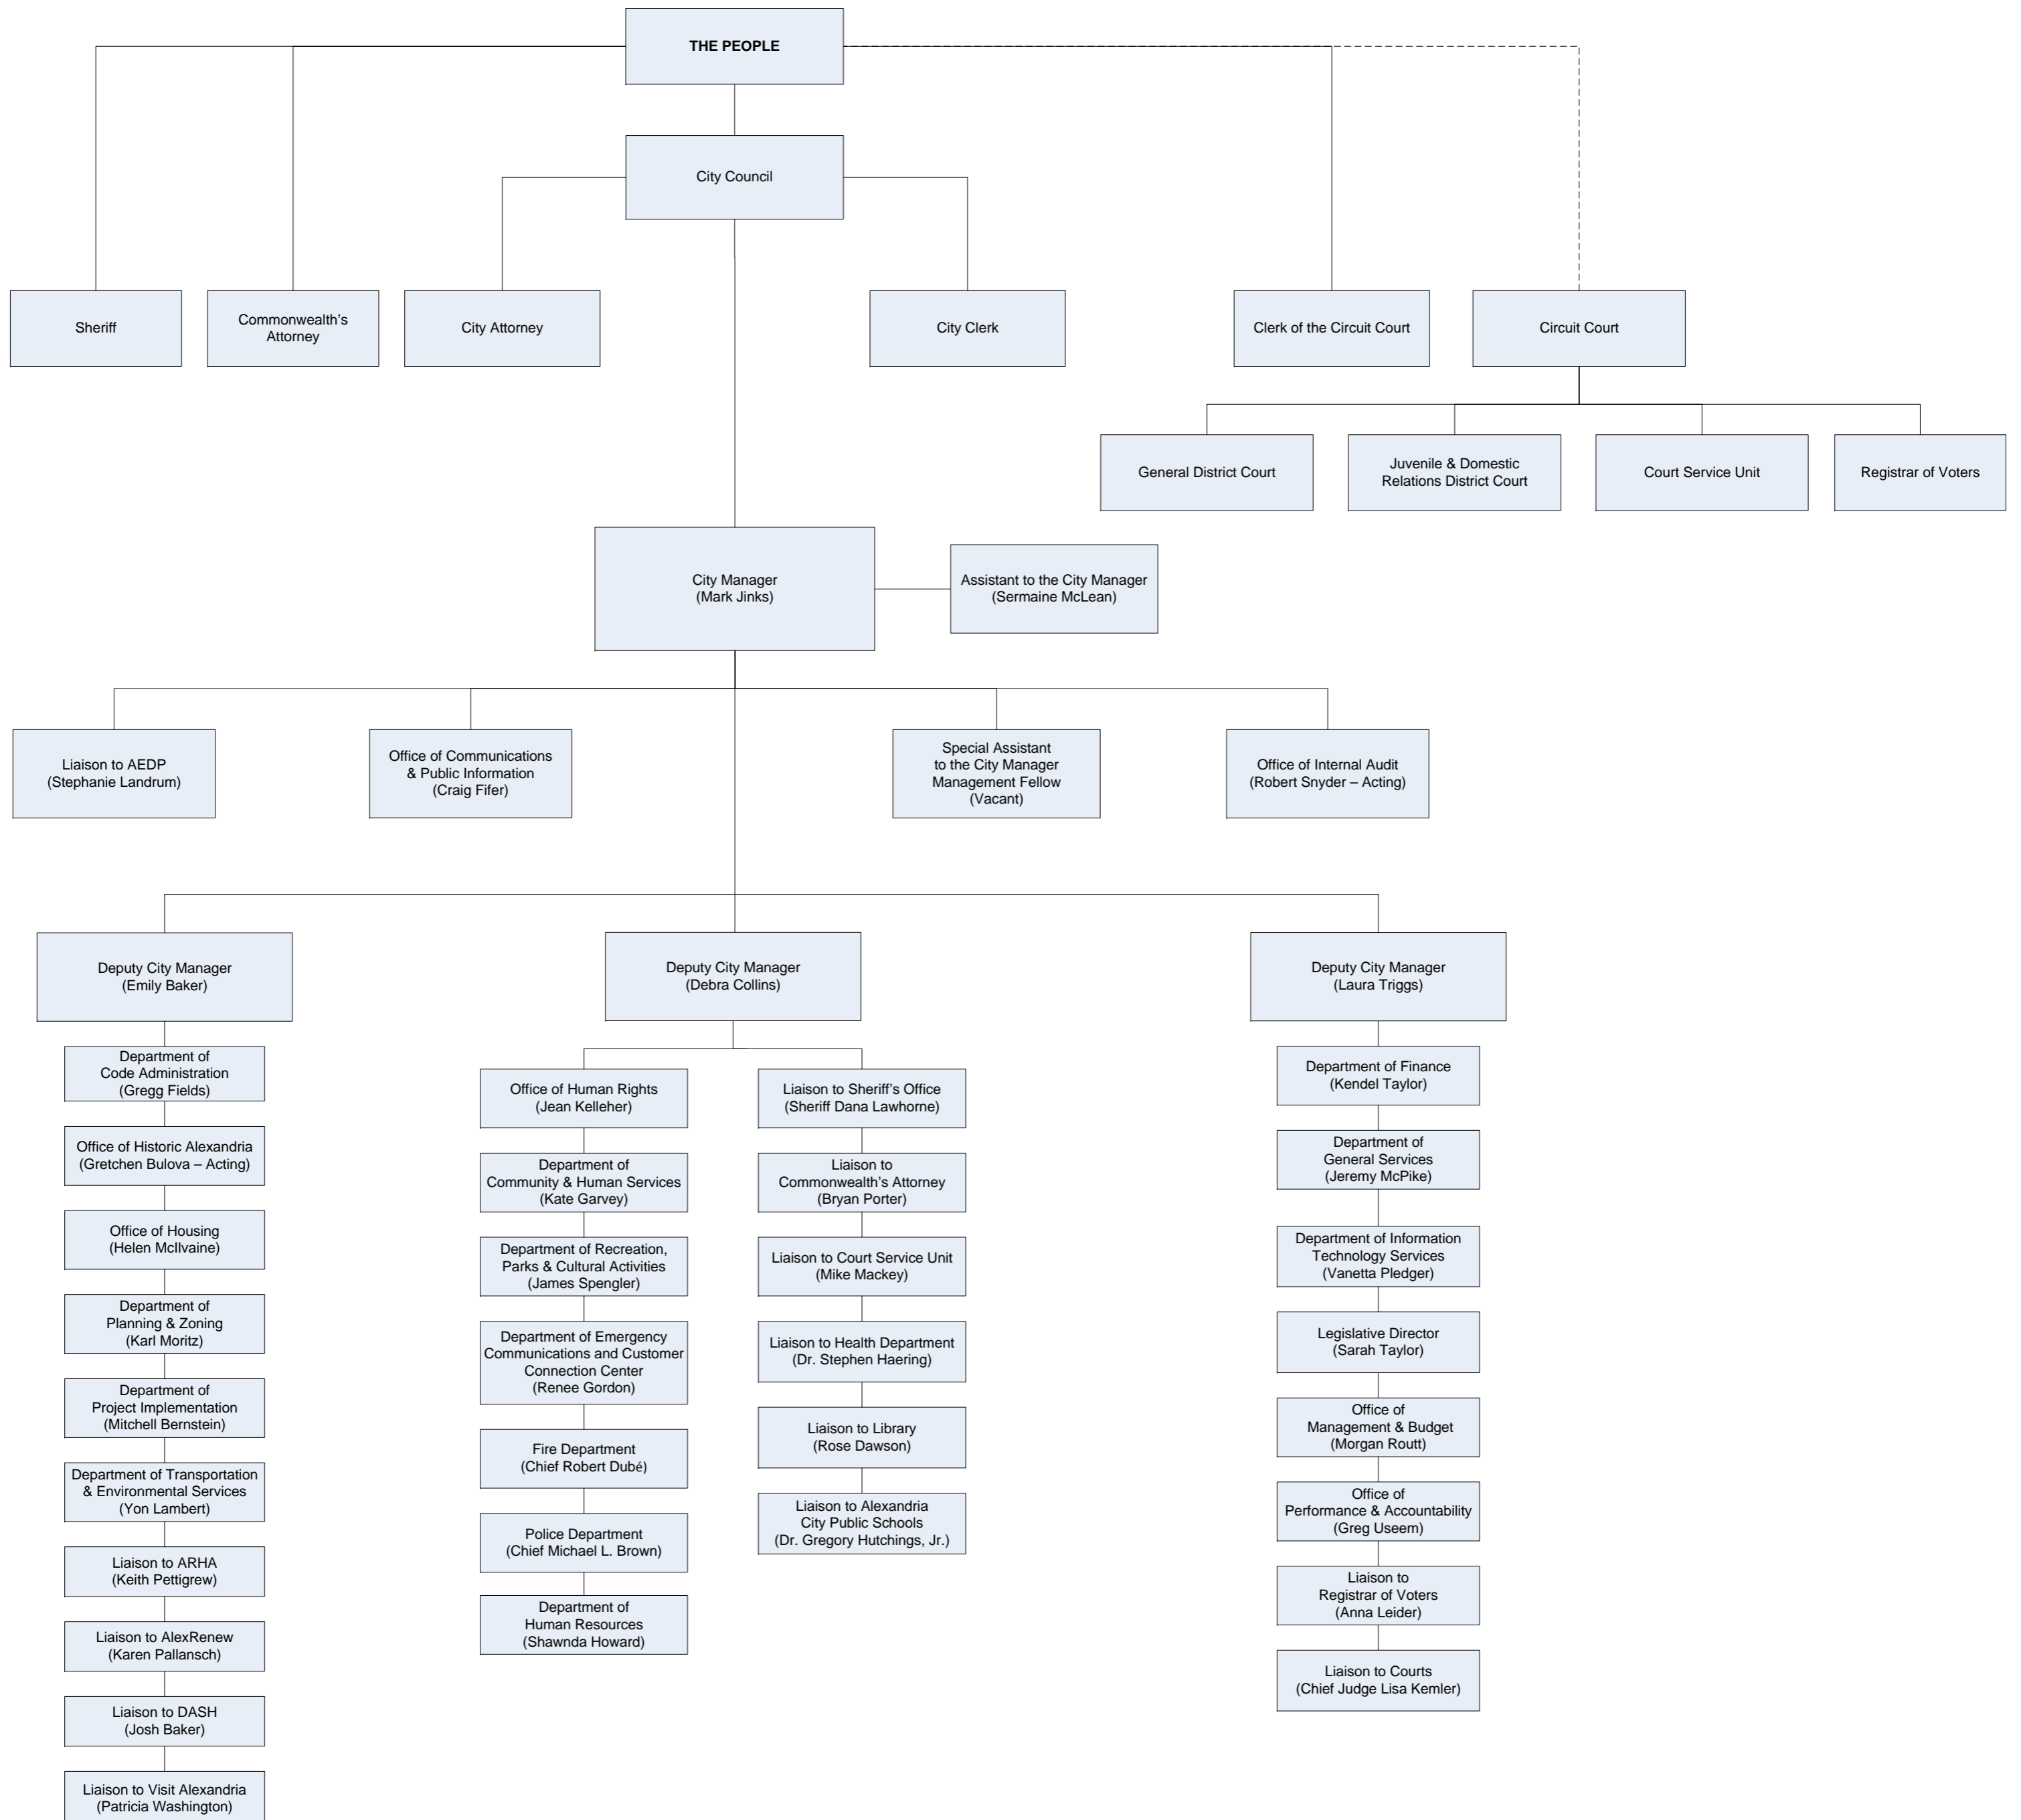 THE PEOPLE
City Council
Sheriff
Commonwealth's
Attorney
City Attorney
City Clerk
Clerk of the Circuit Court
Circuit Court
General District Court
Juvenile & Domestic
Relations District Court
Court Service Unit
Registrar of Voters
City Manager
(Mark Jinks)
Assistant to the City Manager
(Sermaine McLean)
Liaison to AEDP
(Stephanie Landrum)
Office of Communications
& Public Information
(Craig Fifer)
Special Assistant
to the City Manager
Management Fellow
(Vacant)
Office of Internal Audit
(Robert Snyder – Acting)
Deputy City Manager
(Emily Baker)
Deputy City Manager
(Debra Collins)
Deputy City Manager
(Laura Triggs)
Department of
Code Administration
(Gregg Fields)
Office of Historic Alexandria
(Gretchen Bulova – Acting)
Office of Housing
(Helen McIlvaine)
Department of
Planning & Zoning
(Karl Moritz)
Department of
Project Implementation
(Mitchell Bernstein)
Department of Transportation
& Environmental Services
(Yon Lambert)
Liaison to ARHA
(Keith Pettigrew)
Liaison to AlexRenew
(Karen Pallansch)
Liaison to DASH
(Josh Baker)
Liaison to Visit Alexandria
(Patricia Washington)
Office of Human Rights
(Jean Kelleher)
Department of
Community & Human Services
(Kate Garvey)
Department of Recreation,
Parks & Cultural Activities
(James Spengler)
Department of Emergency
Communications and Customer
Connection Center
(Renee Gordon)
Fire Department
(Chief Robert Dubé)
Police Department
(Chief Michael L. Brown)
Department of
Human Resources
(Shawnda Howard)
Liaison to Sheriff's Office
(Sheriff Dana Lawhorne)
Liaison to
Commonwealth's Attorney
(Bryan Porter)
Liaison to Court Service Unit
(Mike Mackey)
Liaison to Health Department
(Dr. Stephen Haering)
Liaison to Library
(Rose Dawson)
Liaison to Alexandria
City Public Schools
(Dr. Gregory Hutchings, Jr.)
Department of Finance
(Kendel Taylor)
Department of
General Services
(Jeremy McPike)
Department of Information
Technology Services
(Vanetta Pledger)
Legislative Director
(Sarah Taylor)
Office of
Management & Budget
(Morgan Routt)
Office of
Performance & Accountability
(Greg Useem)
Liaison to
Registrar of Voters
(Anna Leider)
Liaison to Courts
(Chief Judge Lisa Kemler)